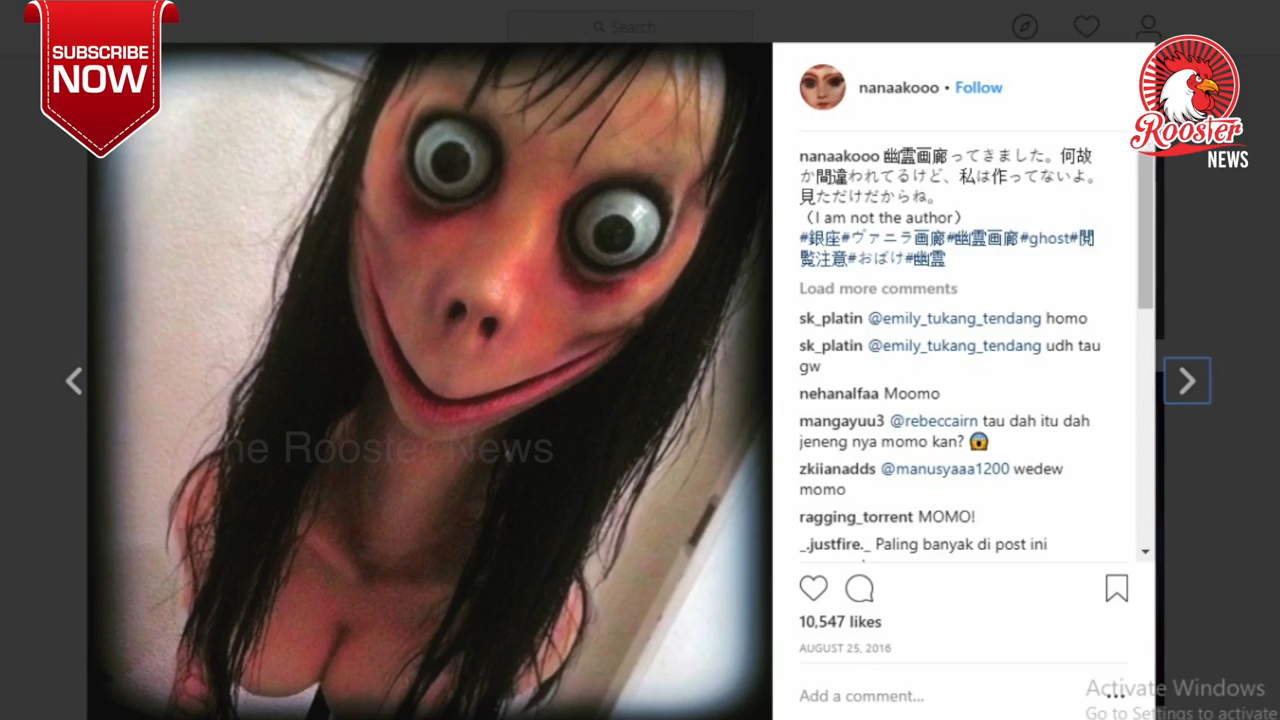 SUBSCRIBE
NOW
Search
Rooster
NEWS
nanaakooo • Follow
nanaakooo 幽霊画廊ってきました。何故
か間違われてるけど、私は作ってないよ。
見ただけだからね。
（I am not the author）
#銀座#ヴァニラ画廊#幽霊画廊#ghost#閲
覧注意#おばけ#幽霊
Load more comments
sk_platin @emily_tukang_tendang homo
sk_platin @emily_tukang_tendang udh tau
gw
nehanalfaa Moomo
mangayuu3 @rebeccairn tau dah itu dah
jeneng nya momo kan? 😱
zkiianadds @manusyaaa1200 wedew
momo
ragging_torrent MOMO!
_.justfire._ Paling banyak di post ini
10,547 likes
AUGUST 25, 2016
Add a comment...
The Rooster News
Activate Windows
Go to Settings to activate